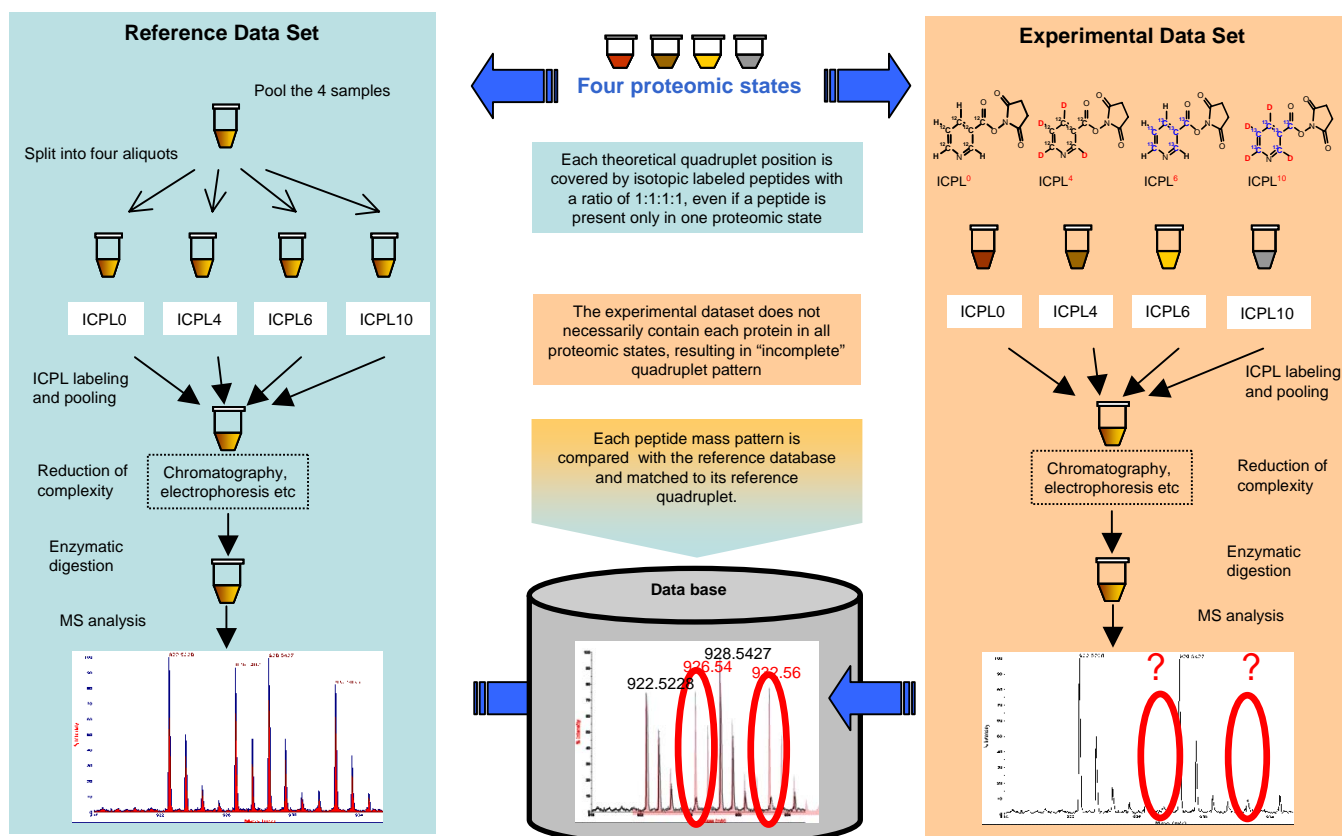 Reference Data Set
Pool the 4 samples
Split into four aliquots
ICPL0
ICPL4
ICPL6
ICPL10
ICPL labeling
and pooling
Reduction of
complexity
Chromatography,
electrophoresis etc
Enzymatic
digestion
MS analysis
Four proteomic states
Each theoretical quadruplet position is
covered by isotopic labeled peptides with
a ratio of 1:1:1:1, even if a peptide is
present only in one proteomic state
The experimental dataset does not
necessarily contain each protein in all
proteomic states, resulting in “incomplete”
quadruplet pattern
Each peptide mass pattern is
compared with the reference database
and matched to its reference
quadruplet.
Data base
928.5427
926.54
922.5228
Experimental Data Set
ICPL0
ICPL4
ICPL6
ICPL10
ICPL0
ICPL4
ICPL6
ICPL10
ICPL labeling
and pooling
Chromatography,
electrophoresis etc
Reduction of
complexity
Enzymatic
digestion
MS analysis
? ?